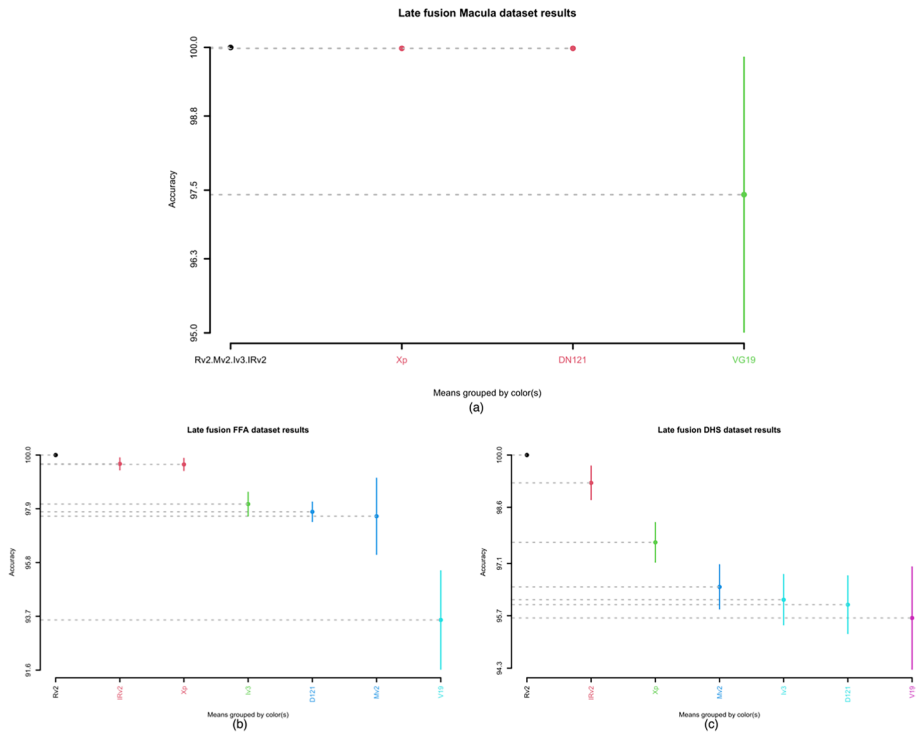 Late fusion Macula dataset results
100.0
98.8
97.5
96.3
95.0
Accuracy
Rv2.Mv2.Iv3.IRv2
Xp
DN121
VG19
Means grouped by color(s)
(a)
Late fusion FFA dataset results
100.0
97.9
95.8
93.7
91.6
Accuracy
Rv2
IRv2
Xp
Iv3
D121
Mv2
V19
Means grouped by color(s)
(b)
Late fusion DHS dataset results
100.0
98.6
97.1
95.7
94.3
Accuracy
Rv2
IRv2
Xp
Mv2
Iv3
D121
V19
Means grouped by color(s)
(c)